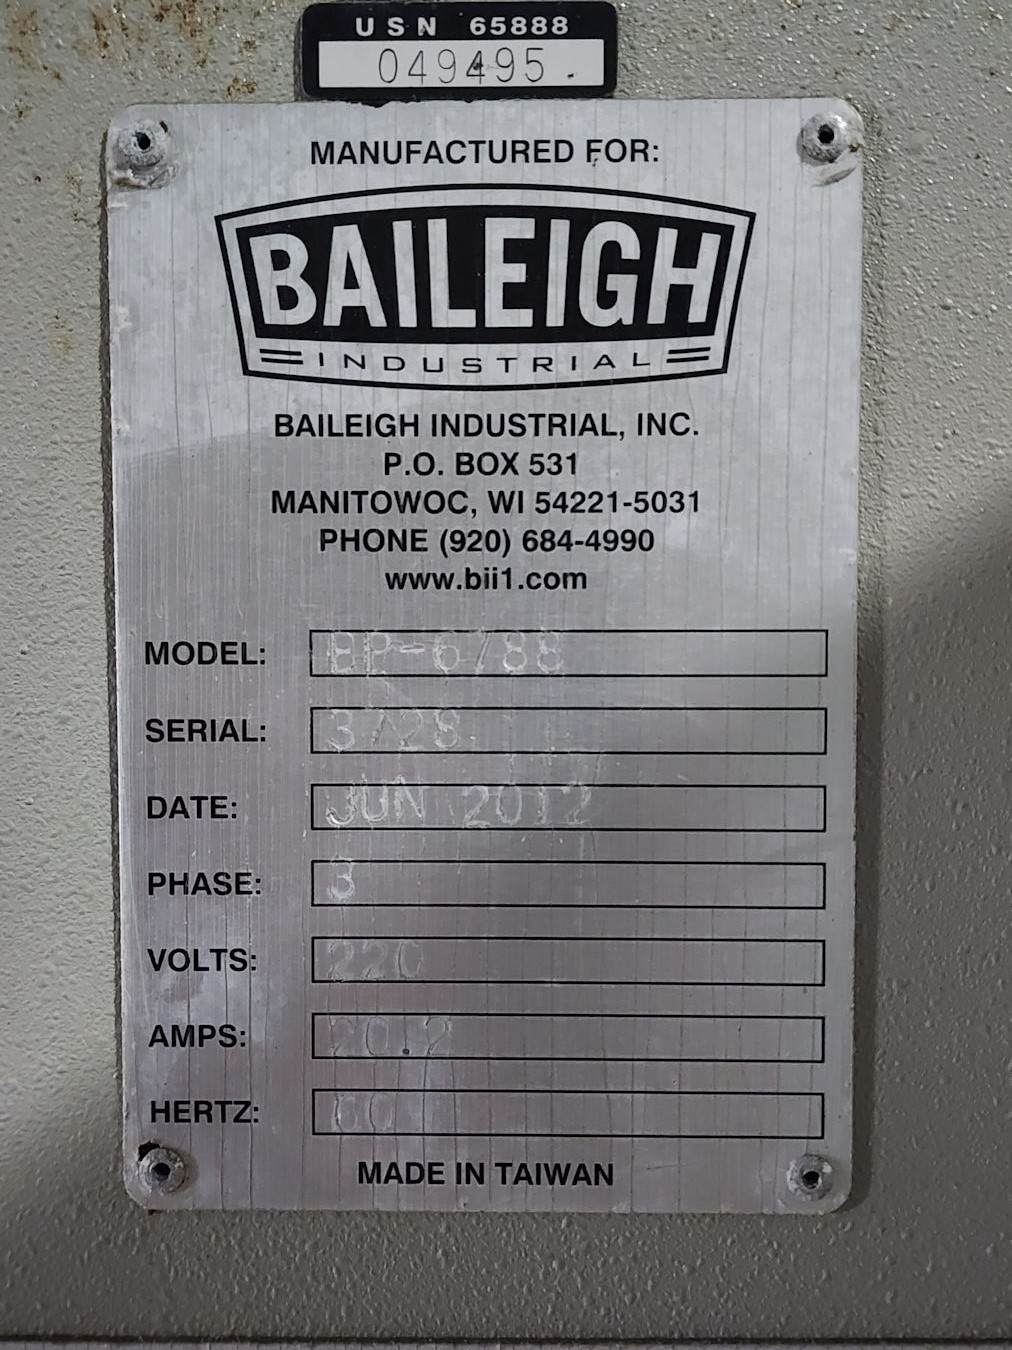 USN 65888
049495
MANUFACTURED FOR:
BAILEIGH
INDUSTRIAL
BAILEIGH INDUSTRIAL, INC.
P.O. BOX 531
MANITOWOC, WI 54221-5031
PHONE (920) 684-4990
www.bii1.com
MODEL: BP-6788
SERIAL:
DATE: JUN 2012
PHASE: 3
VOLTS: 220
AMPS: 20.2
HERTZ: 60
MADE IN TAIWAN